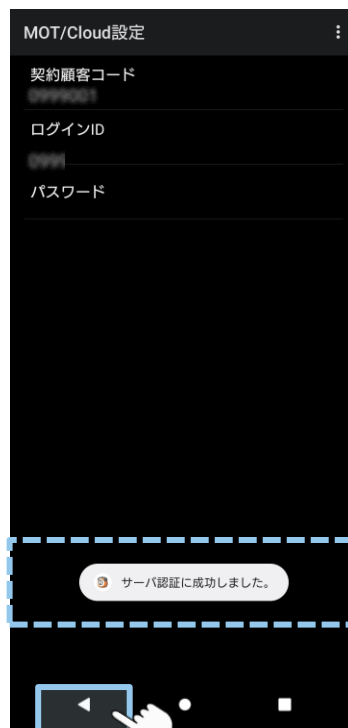 MOT/Cloud設定
契約顧客コード
0999001
ログインID
パスワード
サーバ認証に成功しました。